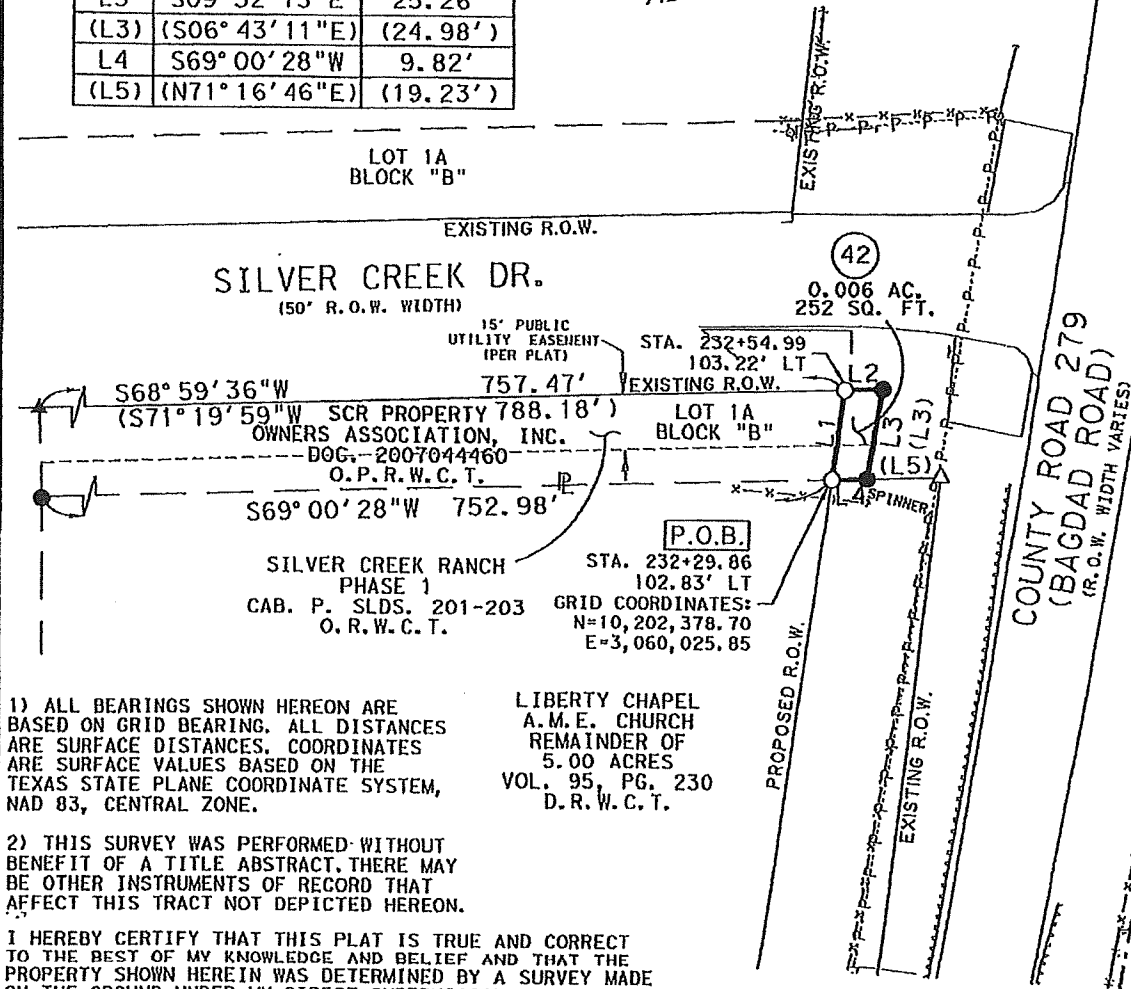 (L3) (S06°43'11"E) (24.98')
L4 S69°00'28"W 9.82'
(L5) (N71°16'46"E) (19.23')
LOT 1A
BLOCK "B"
EXISTING R.O.W.
EXISTING R.O.W.
SILVER CREEK DR.
(50' R.O.W. WIDTH)
42
0.006 AC.
252 SQ. FT.
15' PUBLIC
UTILITY EASEMENT
(PER PLAT)
STA. 232+54.99
103.22' LT
L2
EXISTING R.O.W.
S68°59'36"W 757.47'
(S71°19'59"W 788.18')
SCR PROPERTY
OWNERS ASSOCIATION, INC.
DOC. 2007044460
O.P.R.W.C.T.
LOT 1A
BLOCK "B"
L1
L3 (L3)
(L5)
SPINNER
S69°00'28"W 752.98'
P.O.B.
STA. 232+29.86
102.83' LT
GRID COORDINATES:
N=10,202,378.70
E=3,060,025.85
SILVER CREEK RANCH
PHASE 1
CAB. P. SLDS. 201-203
O.R.W.C.T.
COUNTY ROAD 279
(BAGDAD ROAD)
(R.O.W. WIDTH VARIES)
PROPOSED R.O.W.
EXISTING R.O.W.
LIBERTY CHAPEL
A.M.E. CHURCH
REMAINDER OF
5.00 ACRES
VOL. 95, PG. 230
D.R.W.C.T.
1) ALL BEARINGS SHOWN HEREON ARE
BASED ON GRID BEARING. ALL DISTANCES
ARE SURFACE DISTANCES. COORDINATES
ARE SURFACE VALUES BASED ON THE
TEXAS STATE PLANE COORDINATE SYSTEM,
NAD 83, CENTRAL ZONE.
2) THIS SURVEY WAS PERFORMED WITHOUT
BENEFIT OF A TITLE ABSTRACT. THERE MAY
BE OTHER INSTRUMENTS OF RECORD THAT
AFFECT THIS TRACT NOT DEPICTED HEREON.
I HEREBY CERTIFY THAT THIS PLAT IS TRUE AND CORRECT
TO THE BEST OF MY KNOWLEDGE AND BELIEF AND THAT THE
PROPERTY SHOWN HEREIN WAS DETERMINED BY A SURVEY MADE